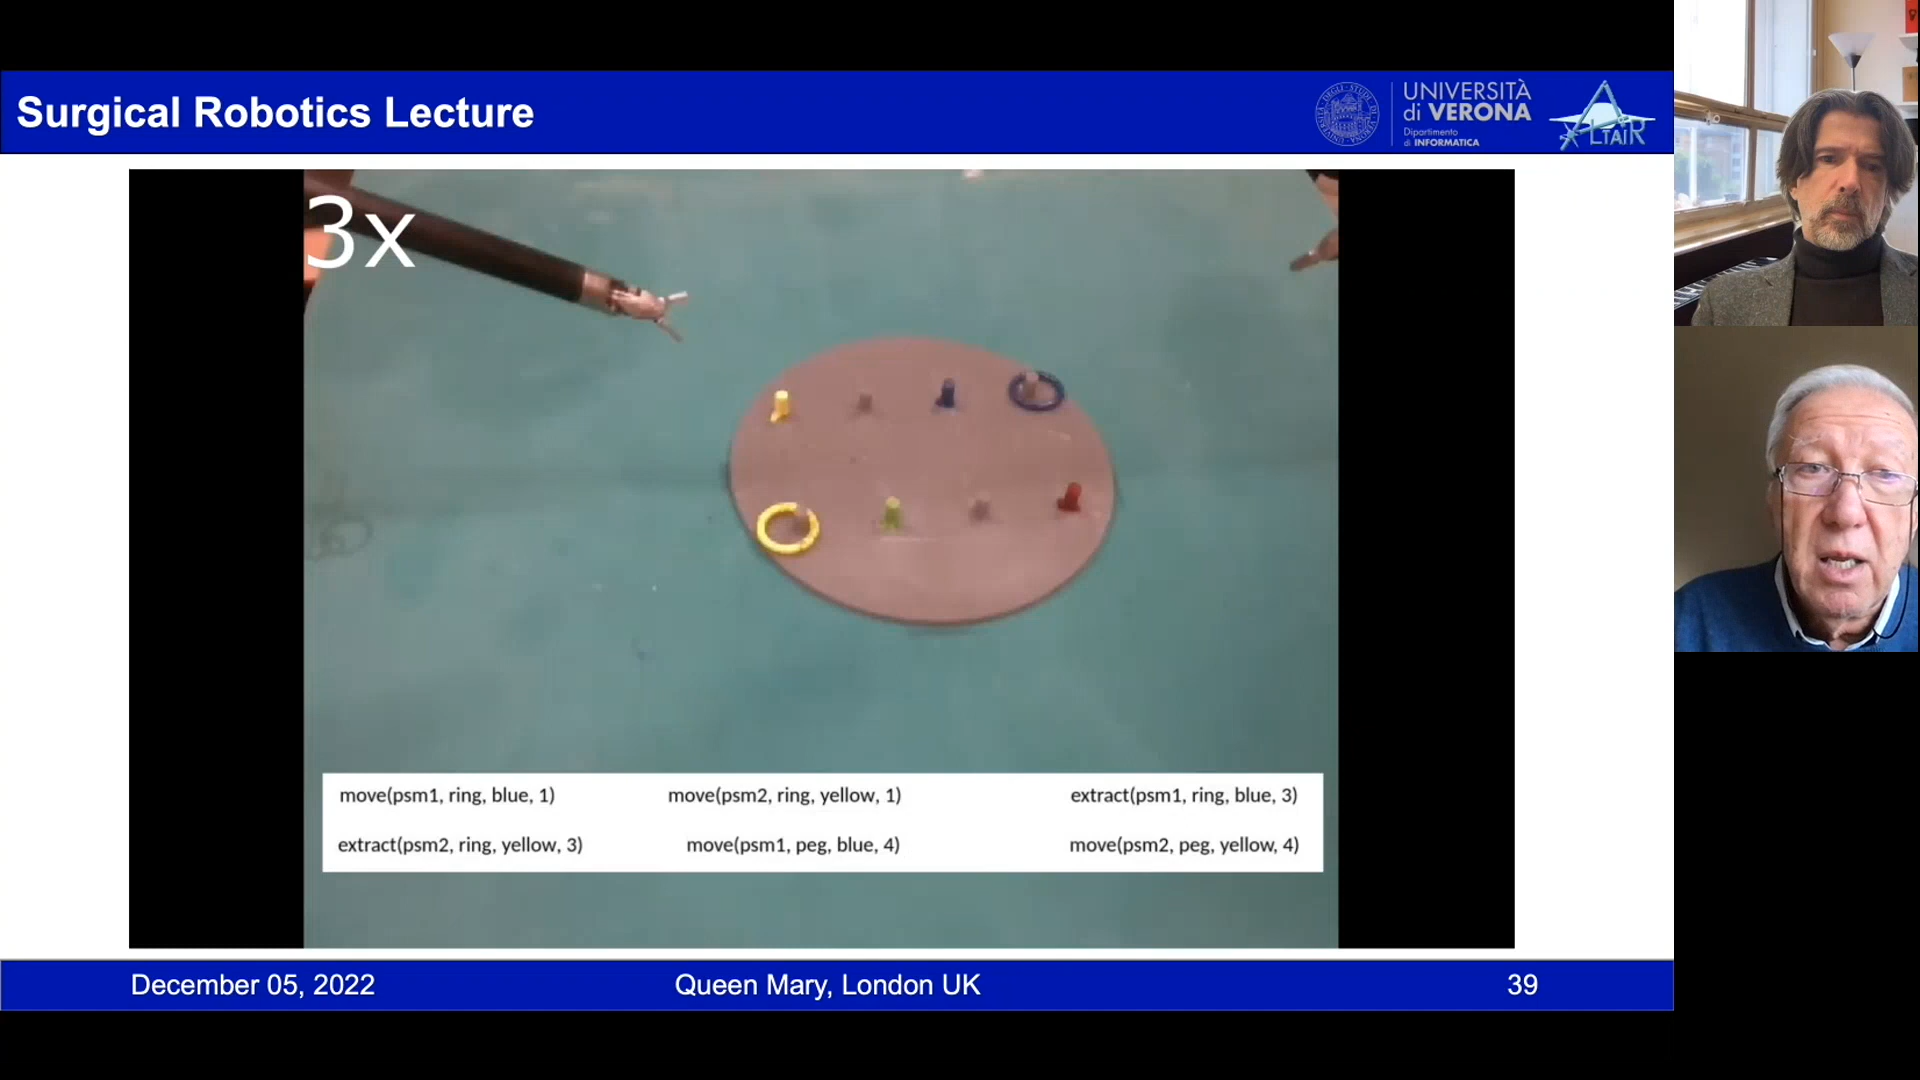 Surgical Robotics Lecture
UNIVERSITÀ
di VERONA
Dipartimento
di INFORMATICA
ALTAIR
3x
move(psm1, ring, blue, 1) move(psm2, ring, yellow, 1) extract(psm1, ring, blue, 3)
extract(psm2, ring, yellow, 3) move(psm1, peg, blue, 4) move(psm2, peg, yellow, 4)
December 05, 2022 Queen Mary, London UK 39